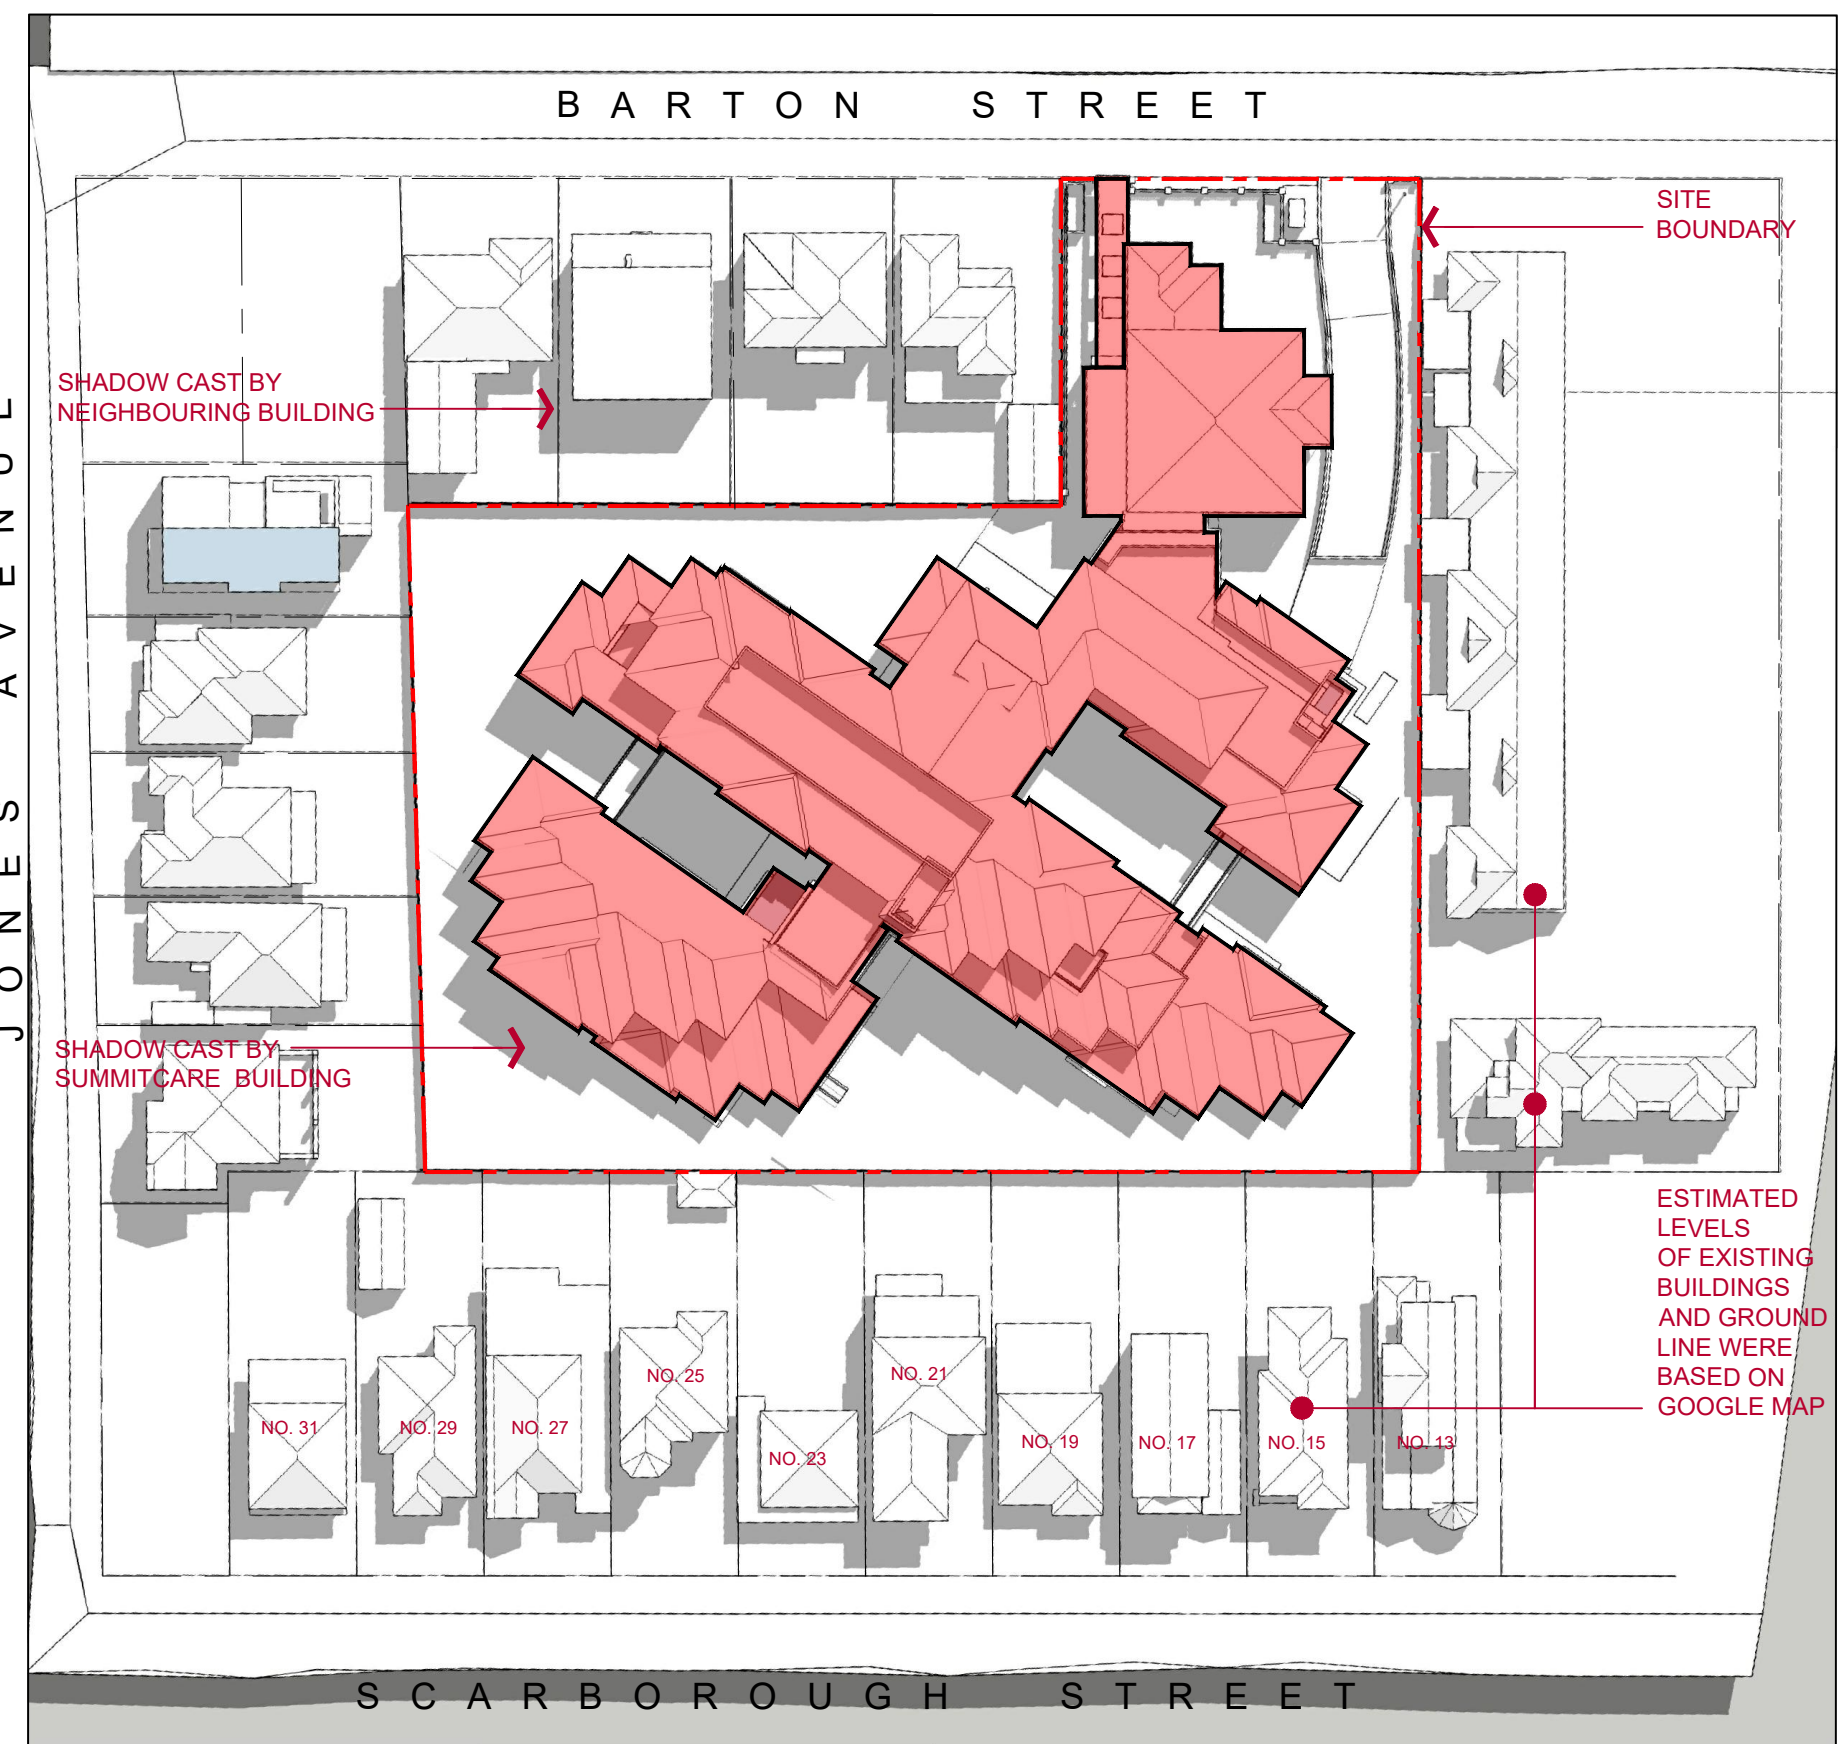 BARTON STREET
SITE
BOUNDARY
SHADOW CAST BY
NEIGHBOURING BUILDING
JONES AVENUE
SHADOW CAST BY
SUMMITCARE BUILDING
ESTIMATED
LEVELS
OF EXISTING
BUILDINGS
AND GROUND
LINE WERE
BASED ON
GOOGLE MAP
NO. 31
NO. 29
NO. 27
NO. 25
NO. 23
NO. 21
NO. 19
NO. 17
NO. 15
NO. 13
SCARBOROUGH STREET